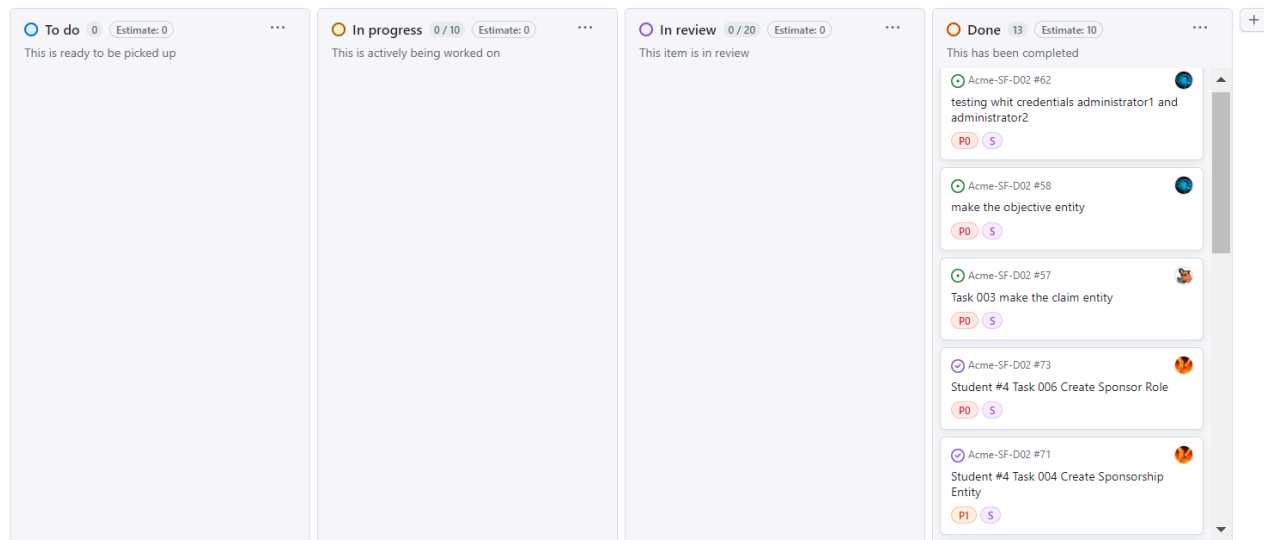 To do 0 Estimate: 0
This is ready to be picked up
In progress 0 / 10 Estimate: 0
This is actively being worked on
In review 0 / 20 Estimate: 0
This item is in review
Done 13 Estimate: 10
This has been completed
Acme-SF-D02 #62
testing whit credentials administrator1 and
administrator2
P0 S
Acme-SF-D02 #58
make the objective entity
P0 S
Acme-SF-D02 #57
Task 003 make the claim entity
P0 S
Acme-SF-D02 #73
Student #4 Task 006 Create Sponsor Role
P0 S
Acme-SF-D02 #71
Student #4 Task 004 Create Sponsorship
Entity
P1 S